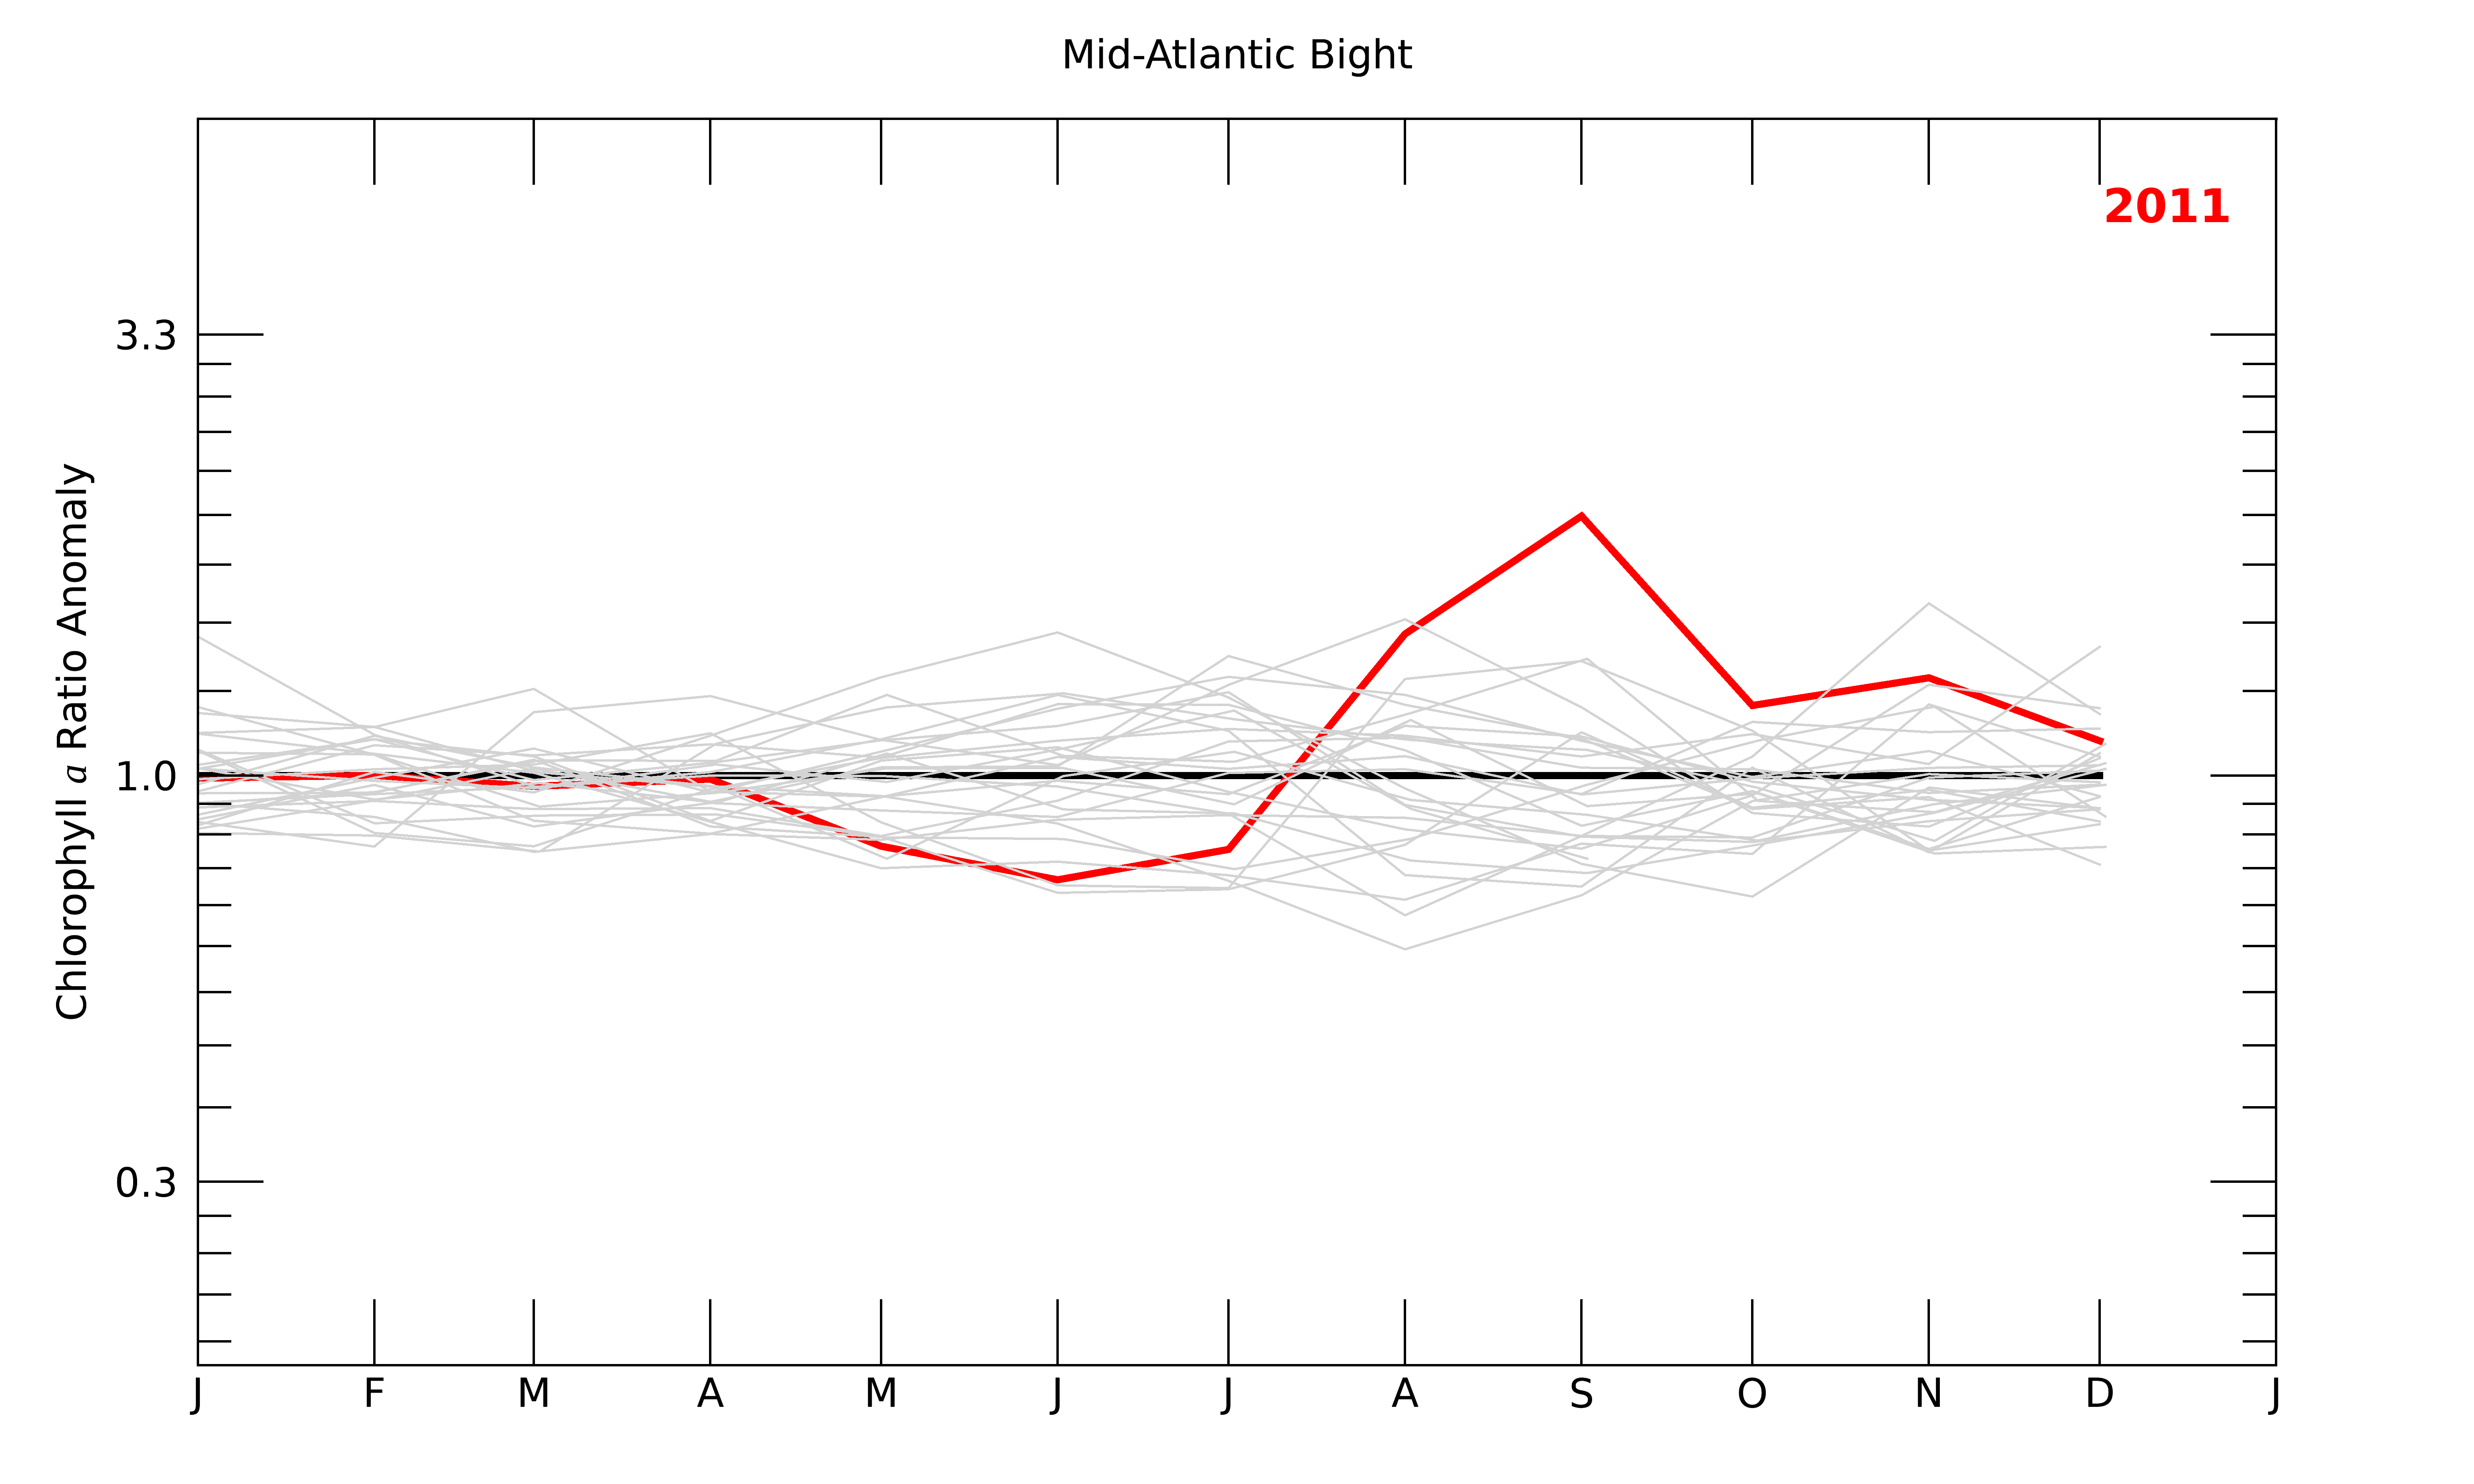 Mid-Atlantic Bight
2011
Chlorophyll a Ratio Anomaly
3.3
1.0
0.3
J F M A M J J A S O N D J